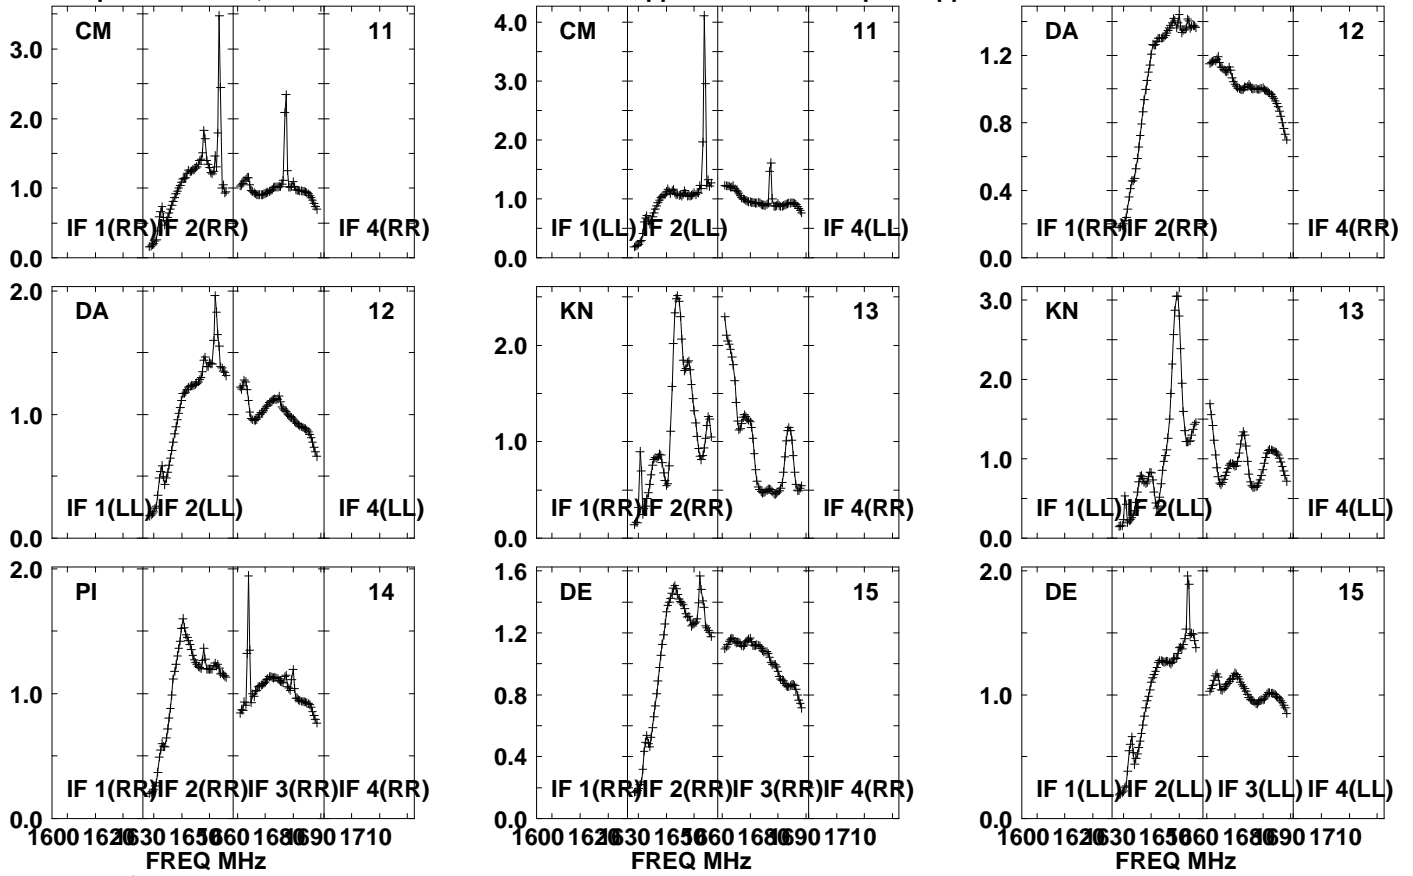 CM 11 CM 11 DA 12
3.0 4.0 1.2
2.0 3.0 0.8
1.0 2.0 0.4
0.0 1.0 0.0
0.0
IF 1(RR) IF 2(RR) IF 4(RR) IF 1(LL) IF 2(LL) IF 4(LL) IF 1(RR) IF 2(RR) IF 4(RR)
DA 12 KN 13 KN 13
2.0 2.0 3.0
1.0 1.0 2.0
0.0 0.0 1.0
0.0
IF 1(LL) IF 2(LL) IF 4(LL) IF 1(RR) IF 2(RR) IF 4(RR) IF 1(LL) IF 2(LL) IF 4(LL)
PI 14 DE 15 DE 15
2.0 1.6 2.0
1.0 1.2 1.0
0.0 0.8 0.0
0.4
0.0
IF 1(RR) IF 2(RR) IF 3(RR) IF 4(RR) IF 1(RR) IF 2(RR) IF 3(RR) IF 4(RR) IF 1(LL) IF 2(LL) IF 3(LL) IF 4(LL)
1600 1620 1630 1650 1660 1680 1690 1710 1600 1620 1630 1650 1660 1680 1690 1710 1600 1620 1630 1650 1660 1680 1690 1710
FREQ MHz FREQ MHz FREQ MHz